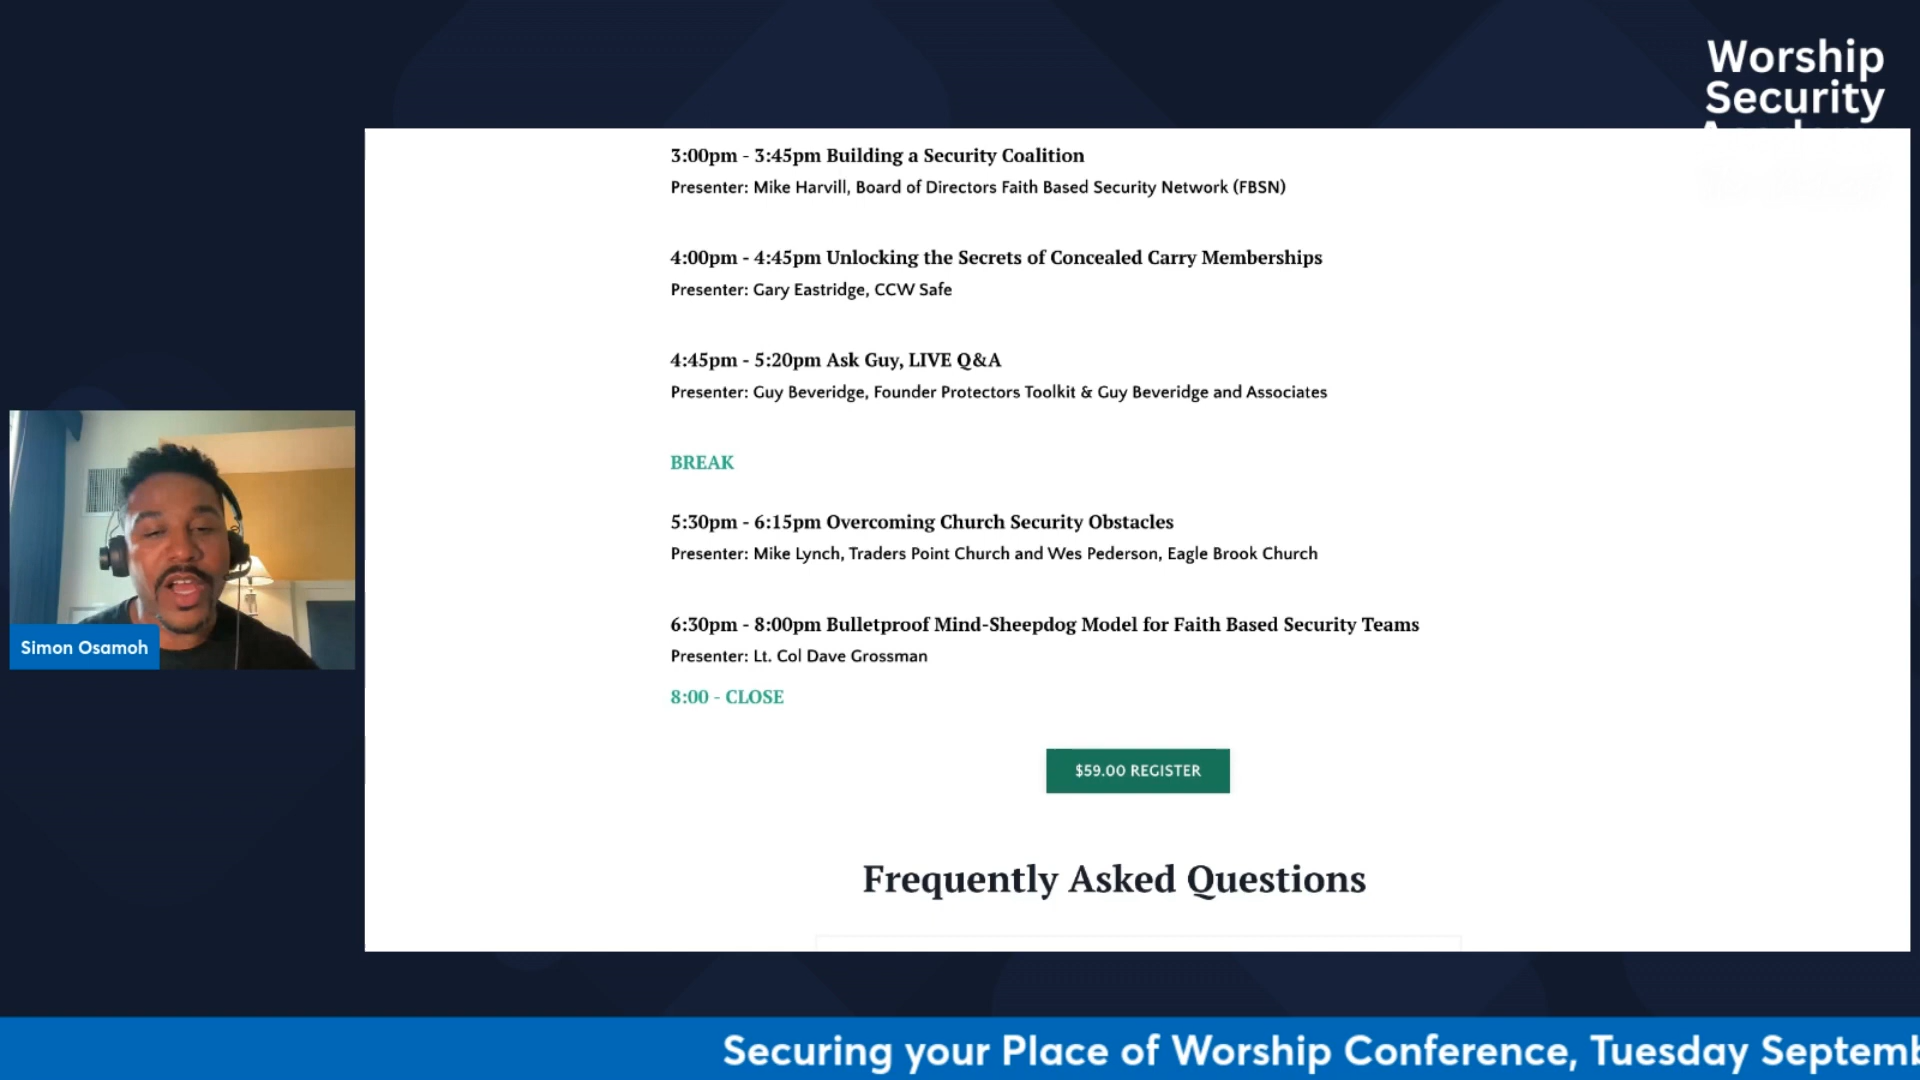 Worship
Security
3:00pm - 3:45pm Building a Security Coalition
Presenter: Mike Harvill, Board of Directors Faith Based Security Network (FBSN)
4:00pm - 4:45pm Unlocking the Secrets of Concealed Carry Memberships
Presenter: Gary Eastridge, CCW Safe
4:45pm - 5:20pm Ask Guy, LIVE Q&A
Presenter: Guy Beveridge, Founder Protectors Toolkit & Guy Beveridge and Associates
BREAK
5:30pm - 6:15pm Overcoming Church Security Obstacles
Presenter: Mike Lynch, Traders Point Church and Wes Pederson, Eagle Brook Church
6:30pm - 8:00pm Bulletproof Mind-Sheepdog Model for Faith Based Security Teams
Presenter: Lt. Col Dave Grossman
8:00 - CLOSE
$59.00 REGISTER
Frequently Asked Questions
Simon Osamoh
Securing your Place of Worship Conference, Tuesday Septemb